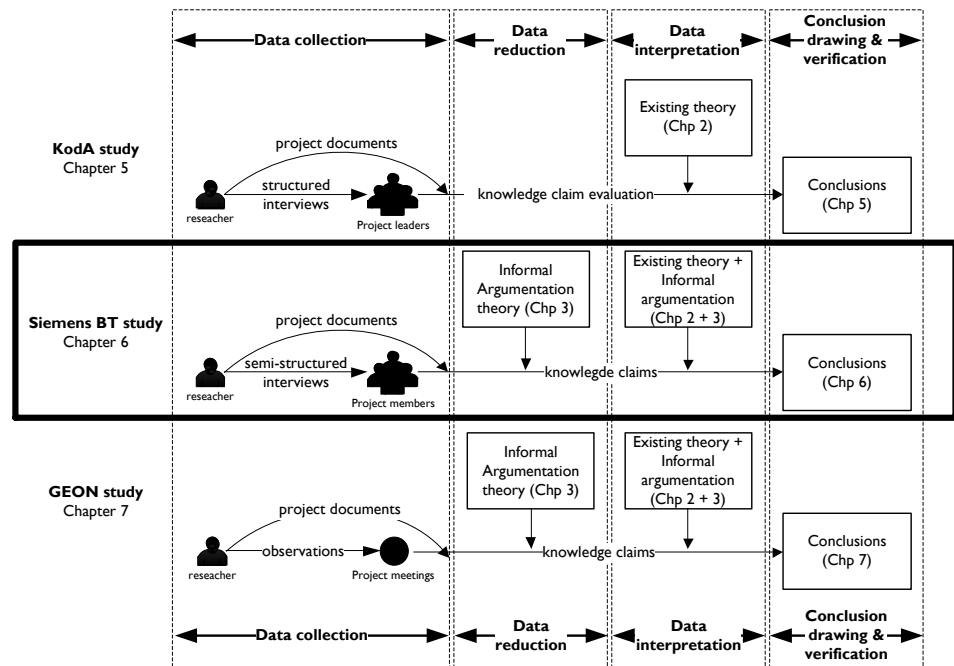 Data collection
Data
reduction
Data
interpretation
Conclusion
drawing &
verification
KodA study
Chapter 5
project documents
structured
interviews
reseacher
Project leaders
knowledge claim evaluation
Existing theory
(Chp 2)
Conclusions
(Chp 5)
Siemens BT study
Chapter 6
project documents
semi-structured
interviews
reseacher
Project members
Informal
Argumentation
theory (Chp 3)
knowlegde claims
Existing theory +
Informal
argumentation
(Chp 2 + 3)
Conclusions
(Chp 6)
GEON study
Chapter 7
project documents
observations
reseacher
Project meetings
Informal
Argumentation
theory (Chp 3)
knowledge claims
Existing theory +
Informal
argumentation
(Chp 2 + 3)
Conclusions
(Chp 7)
Data collection
Data
reduction
Data
interpretation
Conclusion
drawing &
verification